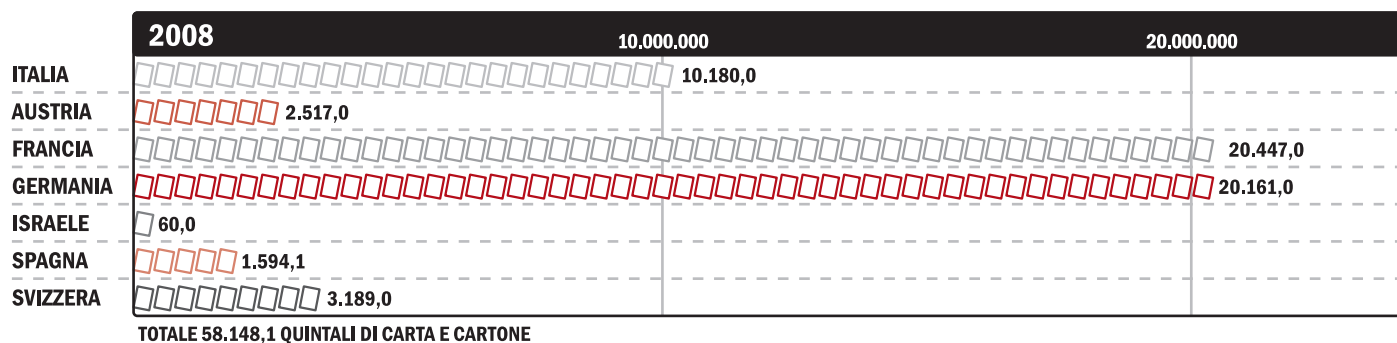 2008 10.000.000 20.000.000
ITALIA 10.180,0
AUSTRIA 2.517,0
FRANCIA 20.447,0
GERMANIA 20.161,0
ISRAELE 60,0
SPAGNA 1.594,1
SVIZZERA 3.189,0
TOTALE 58.148,1 QUINTALI DI CARTA E CARTONE